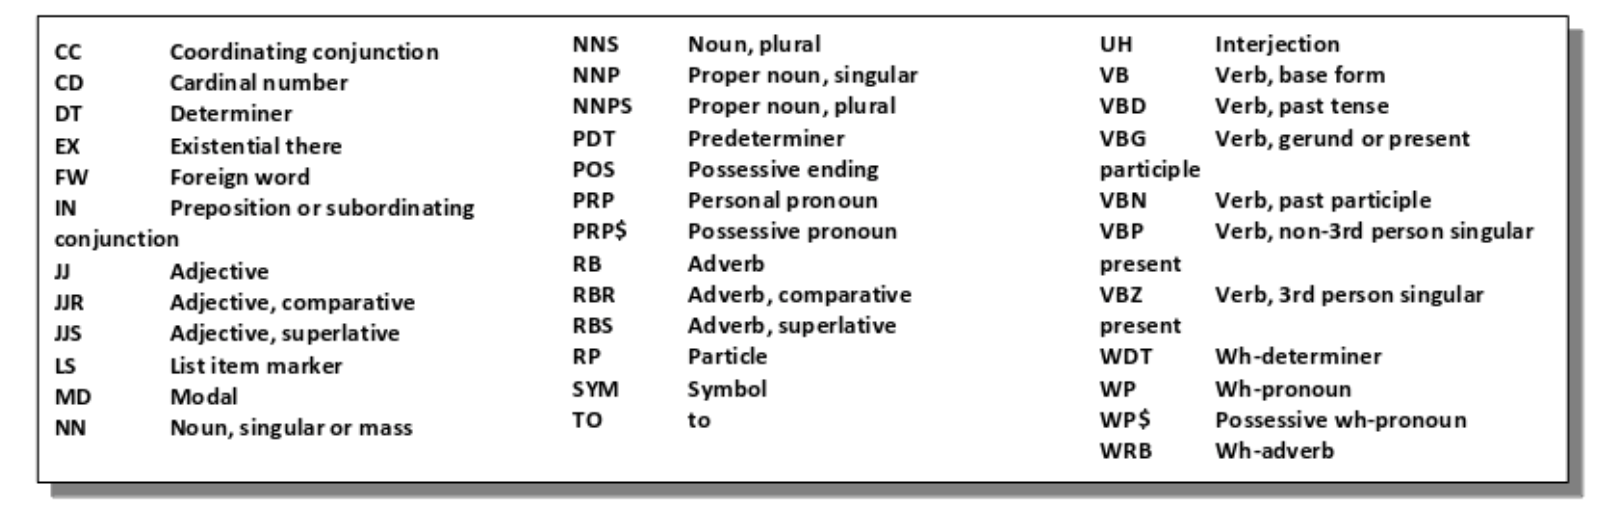 CC Coordinating conjunction
CD Cardinal number
DT Determiner
EX Existential there
FW Foreign word
IN Preposition or subordinating
conjunction
JJ Adjective
JJR Adjective, comparative
JJS Adjective, superlative
LS List item marker
MD Modal
NN Noun, singular or mass
NNS Noun, plural
NNP Proper noun, singular
NNPS Proper noun, plural
PDT Predeterminer
POS Possessive ending
PRP Personal pronoun
PRP$ Possessive pronoun
RB Adverb
RBR Adverb, comparative
RBS Adverb, superlative
RP Particle
SYM Symbol
TO to
UH Interjection
VB Verb, base form
VBD Verb, past tense
VBG Verb, gerund or present
participle
VBN Verb, past participle
VBP Verb, non-3rd person singular
present
VBZ Verb, 3rd person singular
present
WDT Wh-determiner
WP Wh-pronoun
WP$ Possessive wh-pronoun
WRB Wh-adverb